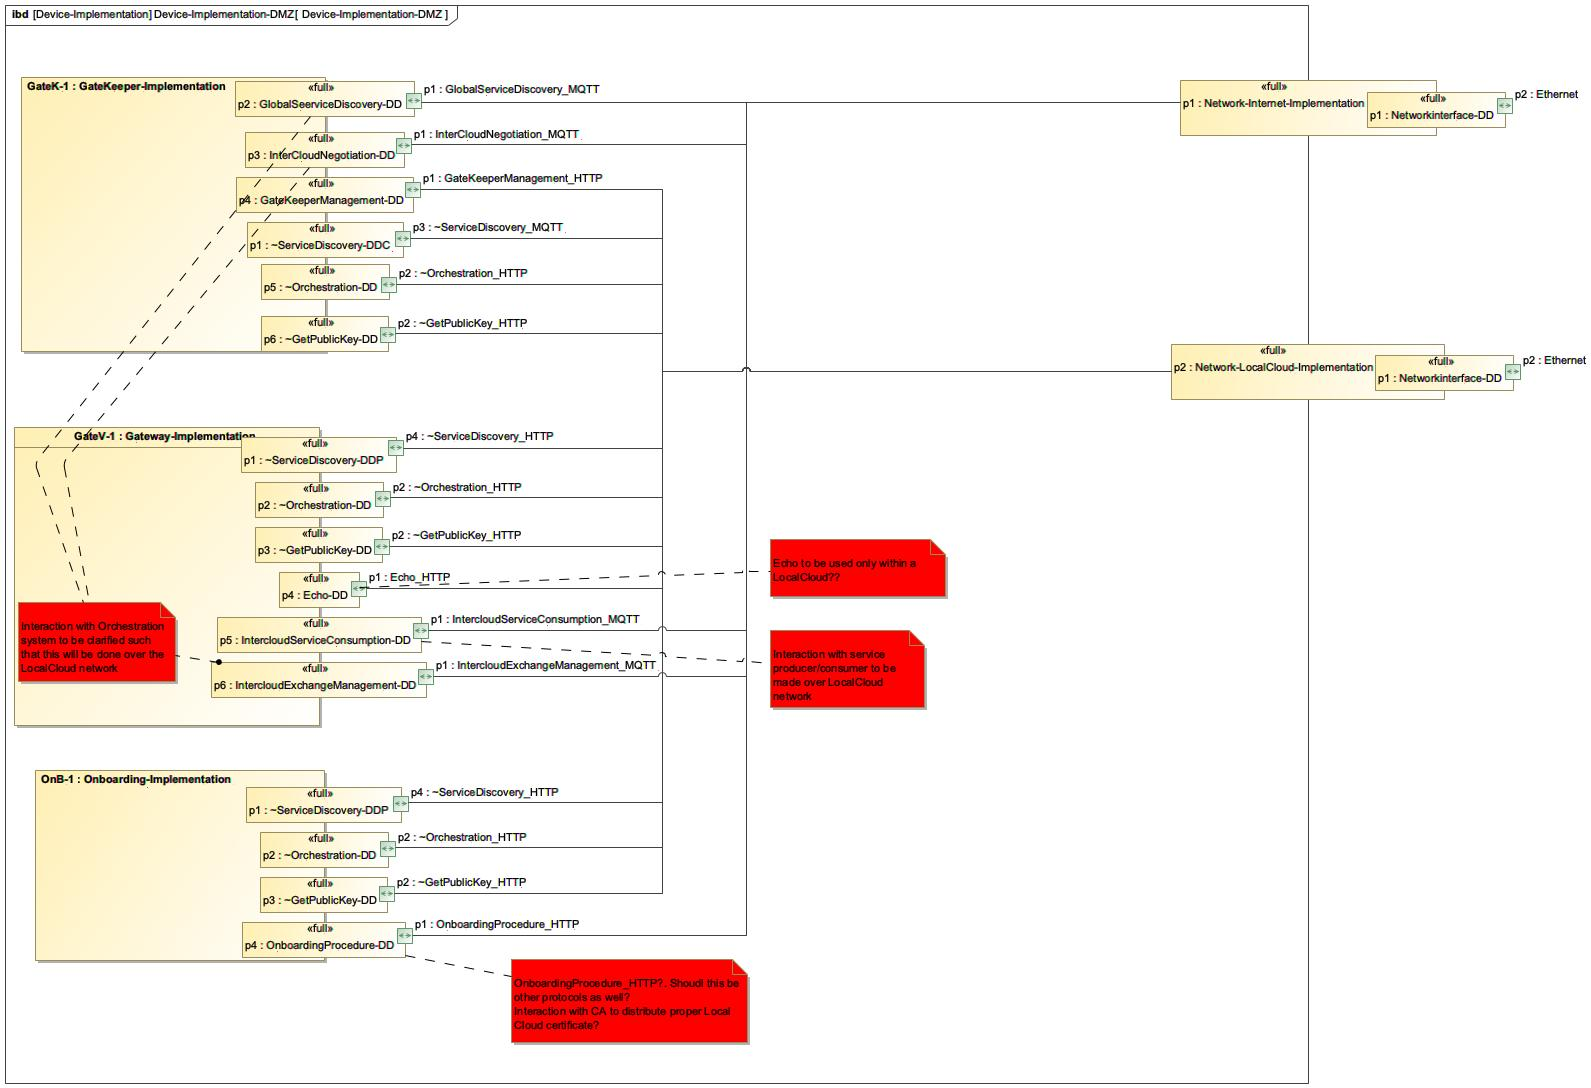 ibd [Device-Implementation] Device-Implementation-DMZ[ Device-Implementation-DMZ ]
GateK-1 : GateKeeper-Implementation
«full»
p2 : GlobalSeerviceDiscovery-DD
p1 : GlobalServiceDiscovery_MQTT
«full»
p3 : InterCloudNegotiation-DD
p1 : InterCloudNegotiation_MQTT
«full»
p4 : GateKeeperManagement-DD
p1 : GateKeeperManagement_HTTP
«full»
p1 : ~ServiceDiscovery-DDC
p3 : ~ServiceDiscovery_MQTT
«full»
p5 : ~Orchestration-DD
p2 : ~Orchestration_HTTP
«full»
p6 : ~GetPublicKey-DD
p2 : ~GetPublicKey_HTTP
«full»
p1 : Network-Internet-Implementation
«full»
p1 : Networkinterface-DD
p2 : Ethernet
«full»
p2 : Network-LocalCloud-Implementation
«full»
p1 : Networkinterface-DD
p2 : Ethernet
GateV-1 : Gateway-Implementation
«full»
p1 : ~ServiceDiscovery-DDP
p4 : ~ServiceDiscovery_HTTP
«full»
p2 : ~Orchestration-DD
p2 : ~Orchestration_HTTP
«full»
p3 : ~GetPublicKey-DD
p2 : ~GetPublicKey_HTTP
«full»
p4 : Echo-DD
p1 : Echo_HTTP
«full»
p5 : IntercloudServiceConsumption-DD
p1 : IntercloudServiceConsumption_MQTT
«full»
p6 : IntercloudExchangeManagement-DD
p1 : IntercloudExchangeManagement_MQTT
Interaction with Orchestration
system to be clarified such
that this will be done over the
LocalCloud network
Echo to be used only within a
LocalCloud??
Interaction with service
producer/consumer to be
made over LocalCloud
network
OnB-1 : Onboarding-Implementation
«full»
p1 : ~ServiceDiscovery-DDP
p4 : ~ServiceDiscovery_HTTP
«full»
p2 : ~Orchestration-DD
p2 : ~Orchestration_HTTP
«full»
p3 : ~GetPublicKey-DD
p2 : ~GetPublicKey_HTTP
«full»
p4 : OnboardingProcedure-DD
p1 : OnboardingProcedure_HTTP
OnboardingProcedure_HTTP?. Shoudl this be
other protocols as well?
Interaction with CA to distribute proper Local
Cloud certificate?